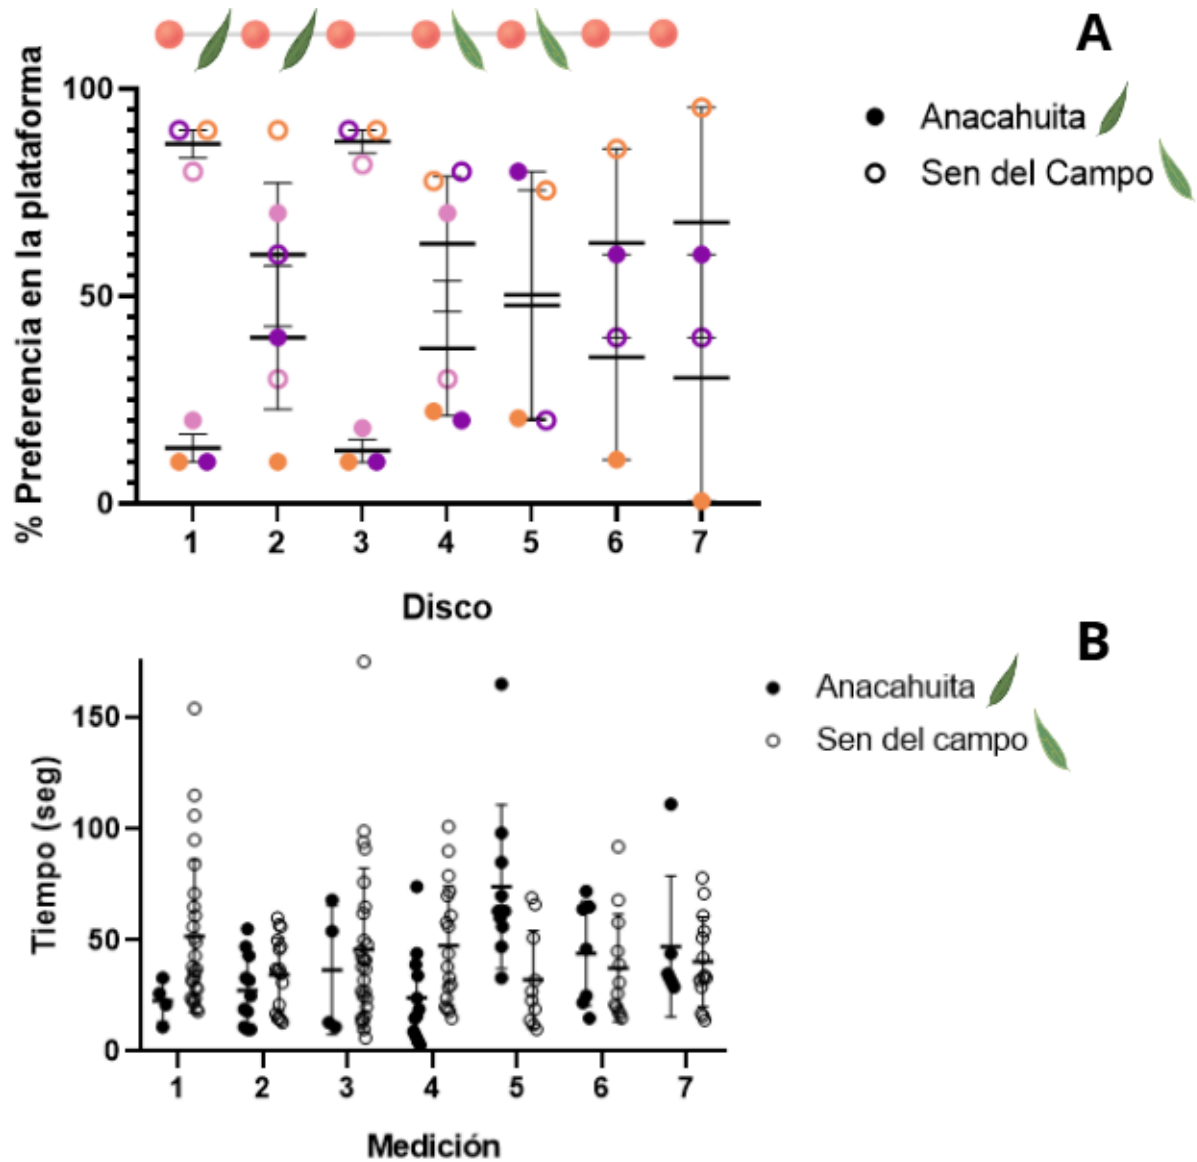 A
% Preferencia en la plataforma
100
50
0
1 2 3 4 5 6 7
Disco
Anacahuita
Sen del Campo
B
Tiempo (seg)
150
100
50
0
1 2 3 4 5 6 7
Medición
Anacahuita
Sen del campo